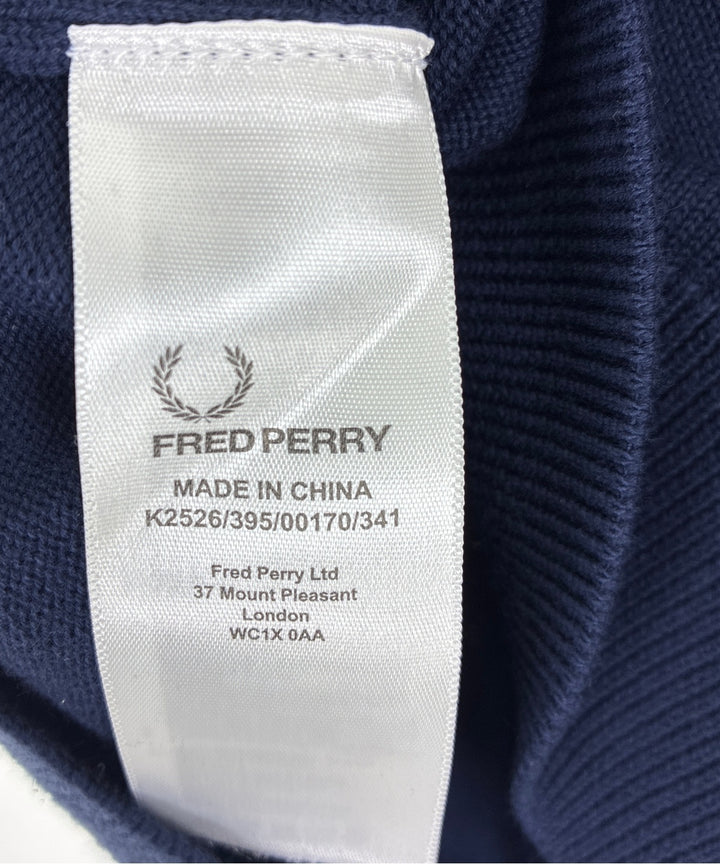 FRED PERRY
MADE IN CHINA
K2526/395/00170/341
Fred Perry Ltd
37 Mount Pleasant
London
WC1X 0AA